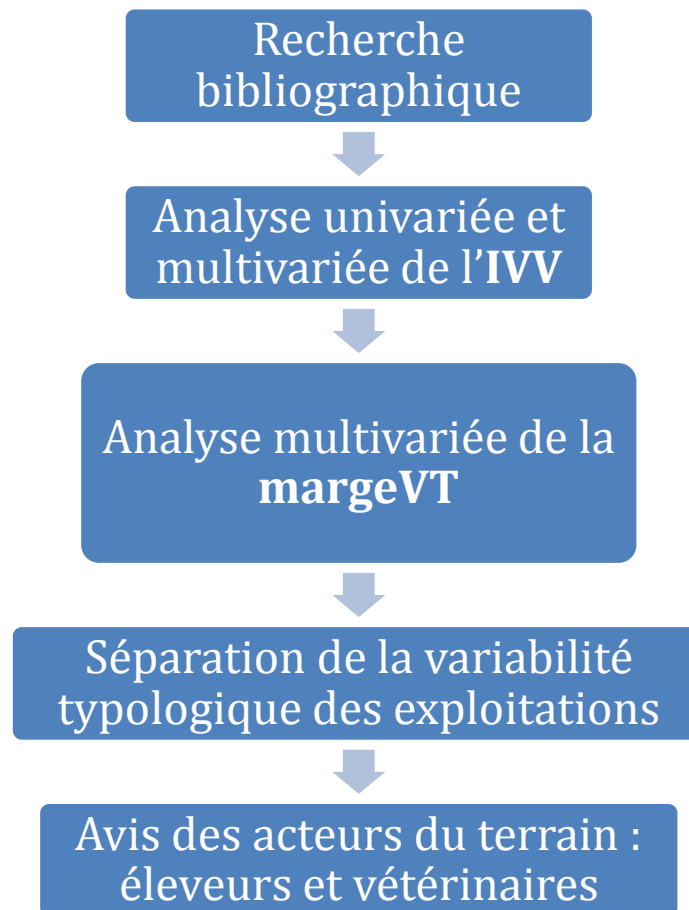 Recherche
bibliographique
Analyse univariée et
multivariée de l'IVV
Analyse multivariée de la
margeVT
Séparation de la variabilité
typologique des exploitations
Avis des acteurs du terrain :
éleveurs et vétérinaires